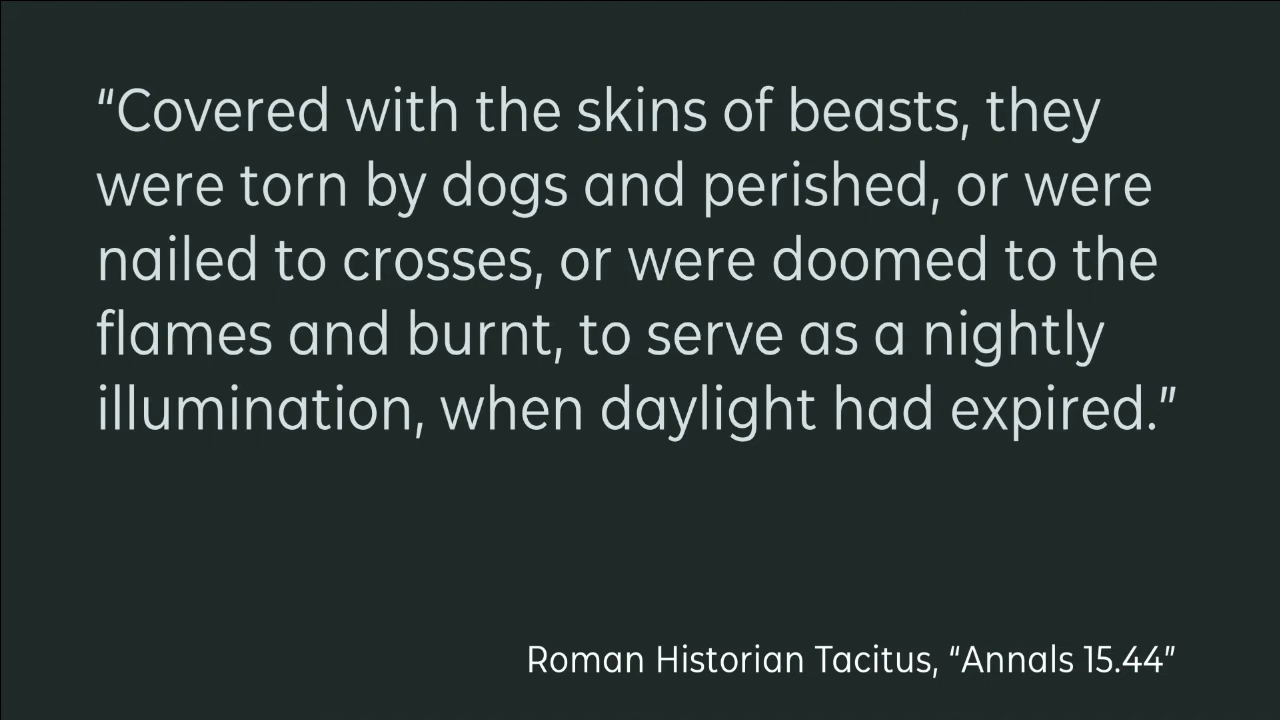 “Covered with the skins of beasts, they
were torn by dogs and perished, or were
nailed to crosses, or were doomed to the
flames and burnt, to serve as a nightly
illumination, when daylight had expired.”
Roman Historian Tacitus, “Annals 15.44”